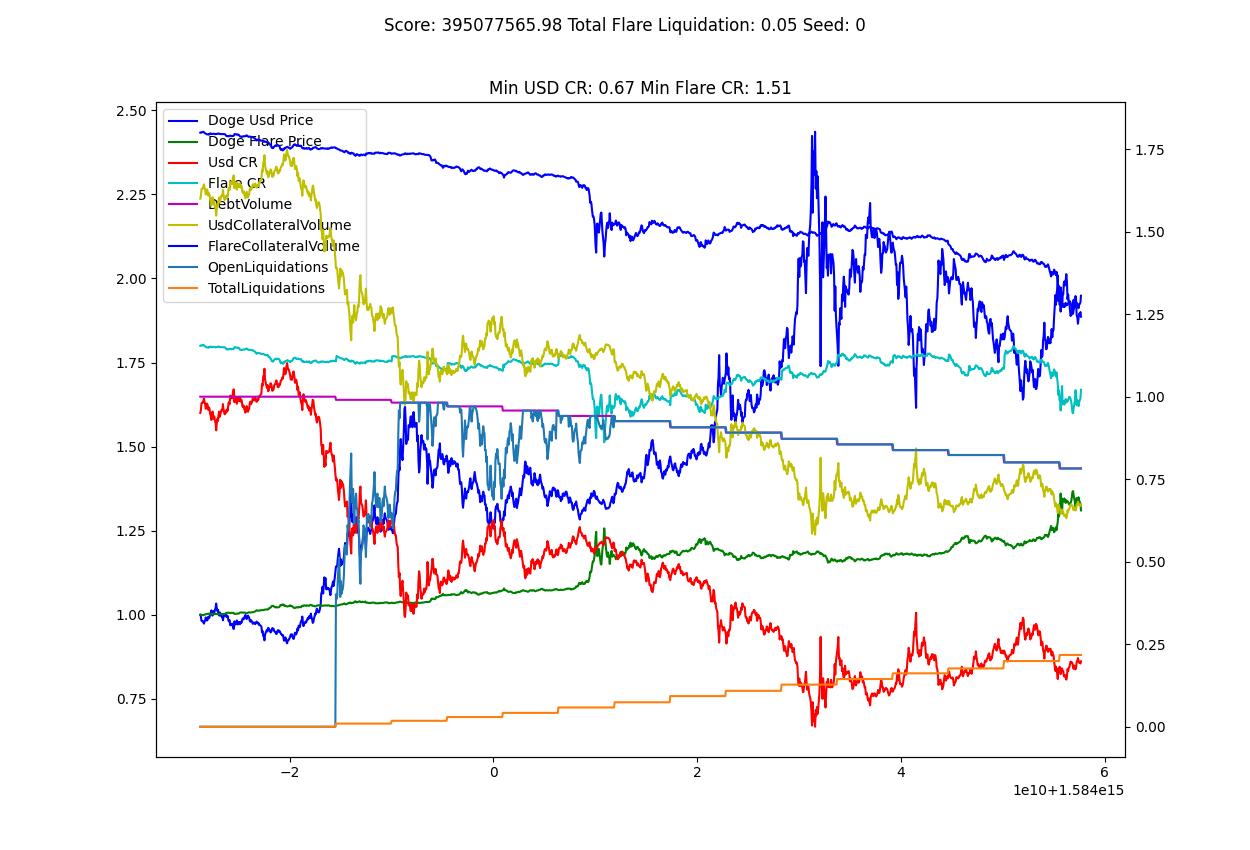 Score: 395077565.98 Total Flare Liquidation: 0.05 Seed: 0
Min USD CR: 0.67 Min Flare CR: 1.51
Doge Usd Price
Doge Flare Price
Usd CR
Flare CR
DebtVolume
UsdCollateralVolume
FlareCollateralVolume
OpenLiquidations
TotalLiquidations
2.50
2.25
2.00
1.75
1.50
1.25
1.00
0.75
1.75
1.50
1.25
1.00
0.75
0.50
0.25
0.00
−2 0 2 4 6
1e10+1.584e15